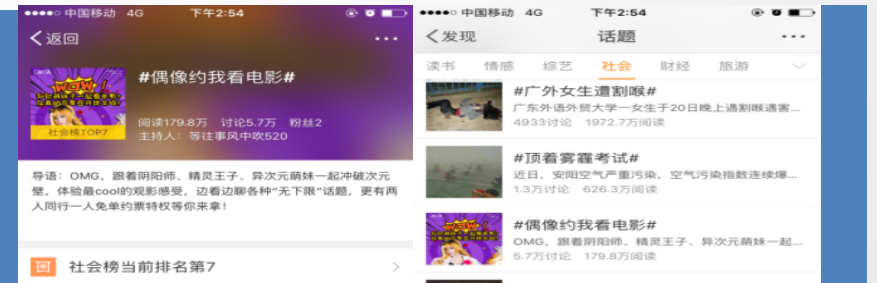 中国移动 4G 下午2:54
返回
#偶像约我看电影#
阅读179.8万 讨论5.7万 粉丝2
主持人：等往事风中吹520
WOW!
社会榜TOP7
导语：OMG，跟着阴阳师、精灵王子、异次元萌妹一起冲破次元
壁，体验最cool的观影感受，边看边聊各种“无下限”话题，更有两
人同行一人免单约票特权等你来拿！
社会榜当前排名第7
中国移动 4G 下午2:54
发现 话题
读书 情感 综艺 社会 财经 旅游
#广外女生遭割喉#
广东外语外贸大学一女生于20日晚上遇割喉遇害...
4933讨论 1972.7万阅读
#顶着雾霾考试#
近日，安阳空气严重污染，空气污染指数连续爆...
1.3万讨论 626.3万阅读
#偶像约我看电影#
OMG，跟着阴阳师、精灵王子、异次元萌妹一起...
5.7万讨论 179.8万阅读